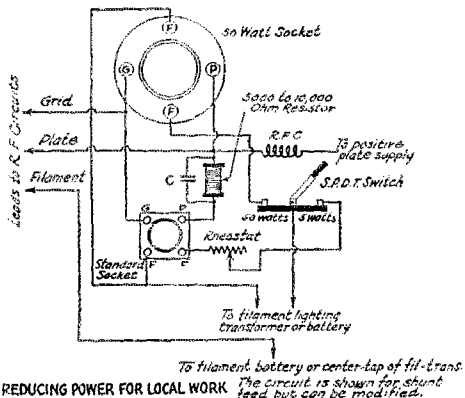 50 Watt Socket
F
G
P
F
5000 to 10,000
Ohm Resistor
Grid
R.F.C.
Plate
To positive
plate supply
Filament
Leads to R.F. Circuits
S.P.D.T. Switch
C
50 watts
5 watts
G
P
Rheostat
Standard
Socket
F
F
To filament lighting
transformer or battery
To filament battery or center-tap of fil-trans.
REDUCING POWER FOR LOCAL WORK
The circuit is shown for shunt
feed but can be modified.